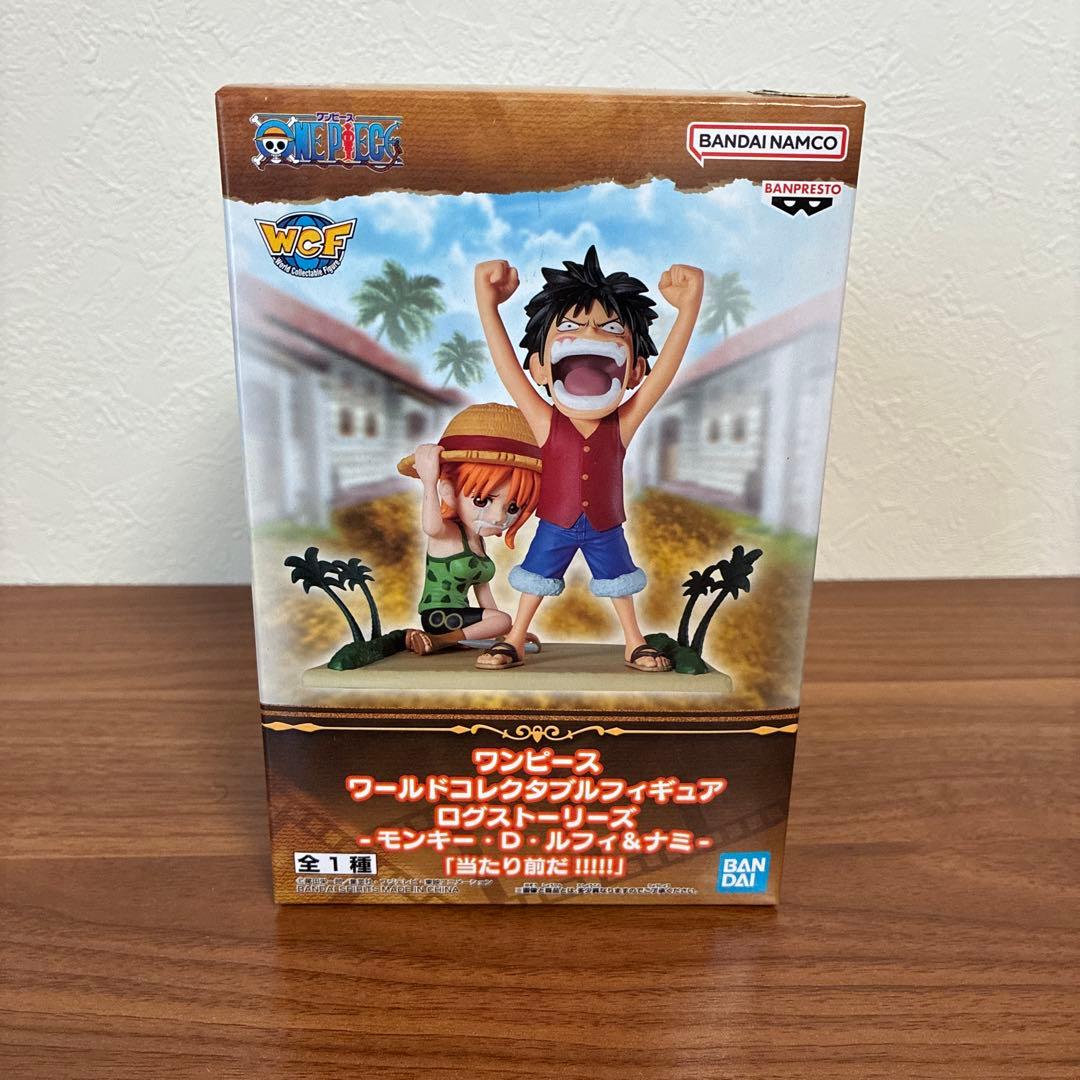 ワンピース
ONE PIECE
BANDAI NAMCO
BANPRESTO
WCF
World Collectable Figure
ワンピース
ワールドコレクタブルフィギュア
ログストーリーズ
-モンキー・D・ルフィ&ナミ-
「当たり前だ!!!!!」
全1種
BANDAI SPIRITS MADE IN CHINA
BAN
DAI